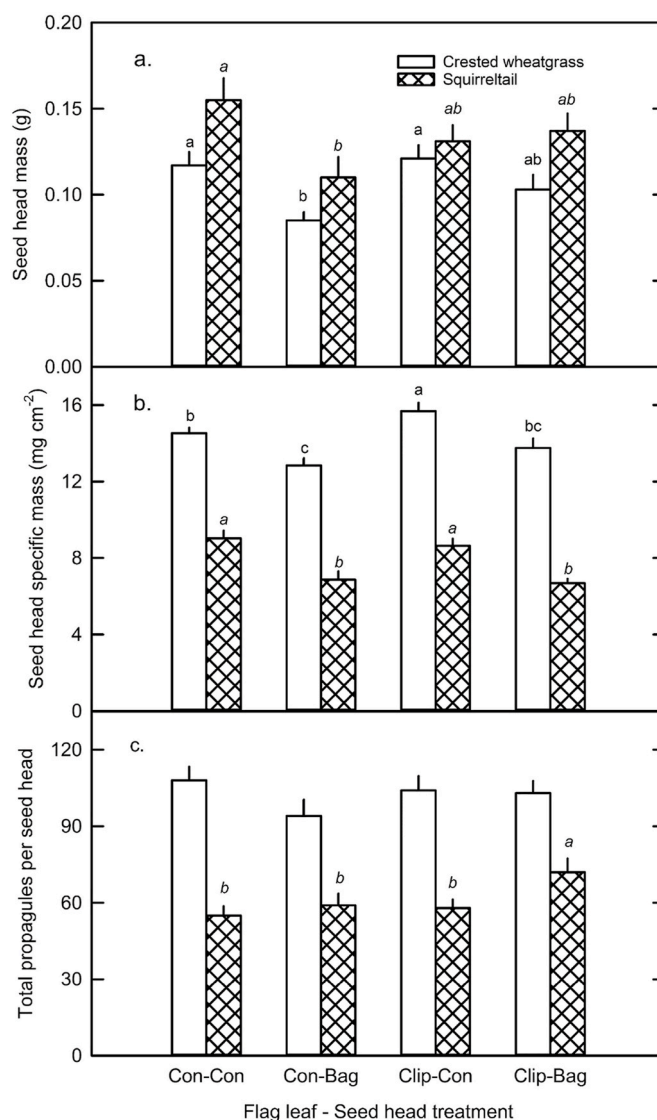 0.20
a.
Crested wheatgrass
Squirreltail
a
ab
ab
0.15
a
b
a
ab
0.10
b
0.05
0.00
Seed head mass (g)
16
b.
b
c
a
bc
12
a
a
8
b
b
4
0
Seed head specific mass (mg cm⁻²)
120
c.
90
a
b
b
b
60
30
0
Total propagules per seed head
Con-Con Con-Bag Clip-Con Clip-Bag
Flag leaf - Seed head treatment